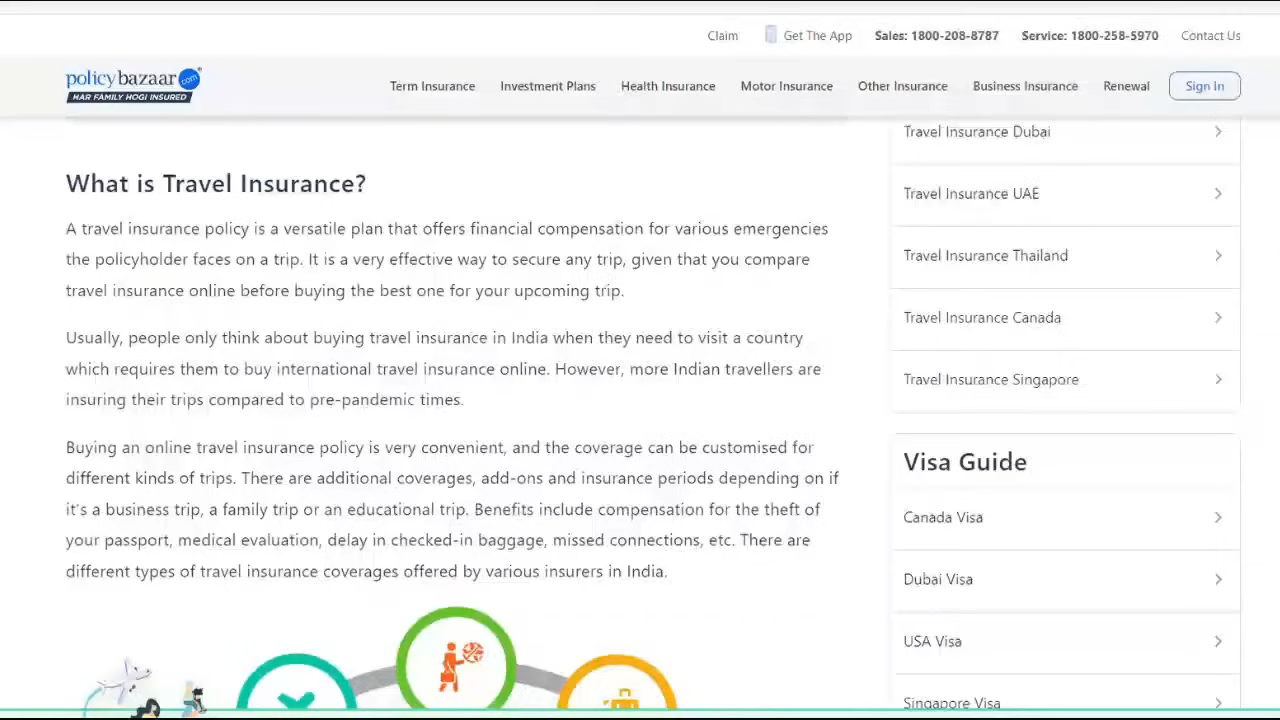 Claim
Get The App
Sales: 1800-208-8787
Service: 1800-258-5970
Contact Us
policybazaar.com
HAR FAMILY HOGI INSURED
Term Insurance
Investment Plans
Health Insurance
Motor Insurance
Other Insurance
Business Insurance
Renewal
Sign In
What is Travel Insurance?
A travel insurance policy is a versatile plan that offers financial compensation for various emergencies
the policyholder faces on a trip. It is a very effective way to secure any trip, given that you compare
travel insurance online before buying the best one for your upcoming trip.
Usually, people only think about buying travel insurance in India when they need to visit a country
which requires them to buy international travel insurance online. However, more Indian travellers are
insuring their trips compared to pre-pandemic times.
Buying an online travel insurance policy is very convenient, and the coverage can be customised for
different kinds of trips. There are additional coverages, add-ons and insurance periods depending on if
it's a business trip, a family trip or an educational trip. Benefits include compensation for the theft of
your passport, medical evaluation, delay in checked-in baggage, missed connections, etc. There are
different types of travel insurance coverages offered by various insurers in India.
Travel Insurance Dubai
Travel Insurance UAE
Travel Insurance Thailand
Travel Insurance Canada
Travel Insurance Singapore
Visa Guide
Canada Visa
Dubai Visa
USA Visa
Singapore Visa